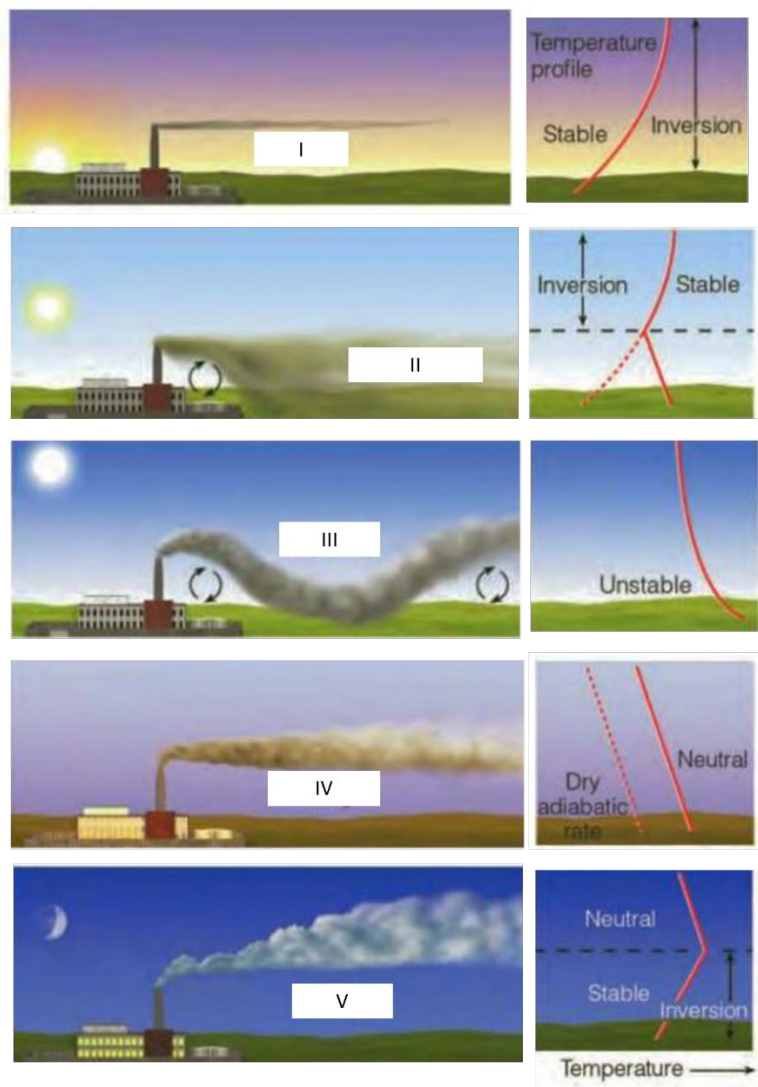 I
Temperature
profile
Stable
Inversion
II
Inversion
Stable
III
Unstable
IV
Neutral
Dry
adiabatic
rate
V
Neutral
Stable
Inversion
Temperature